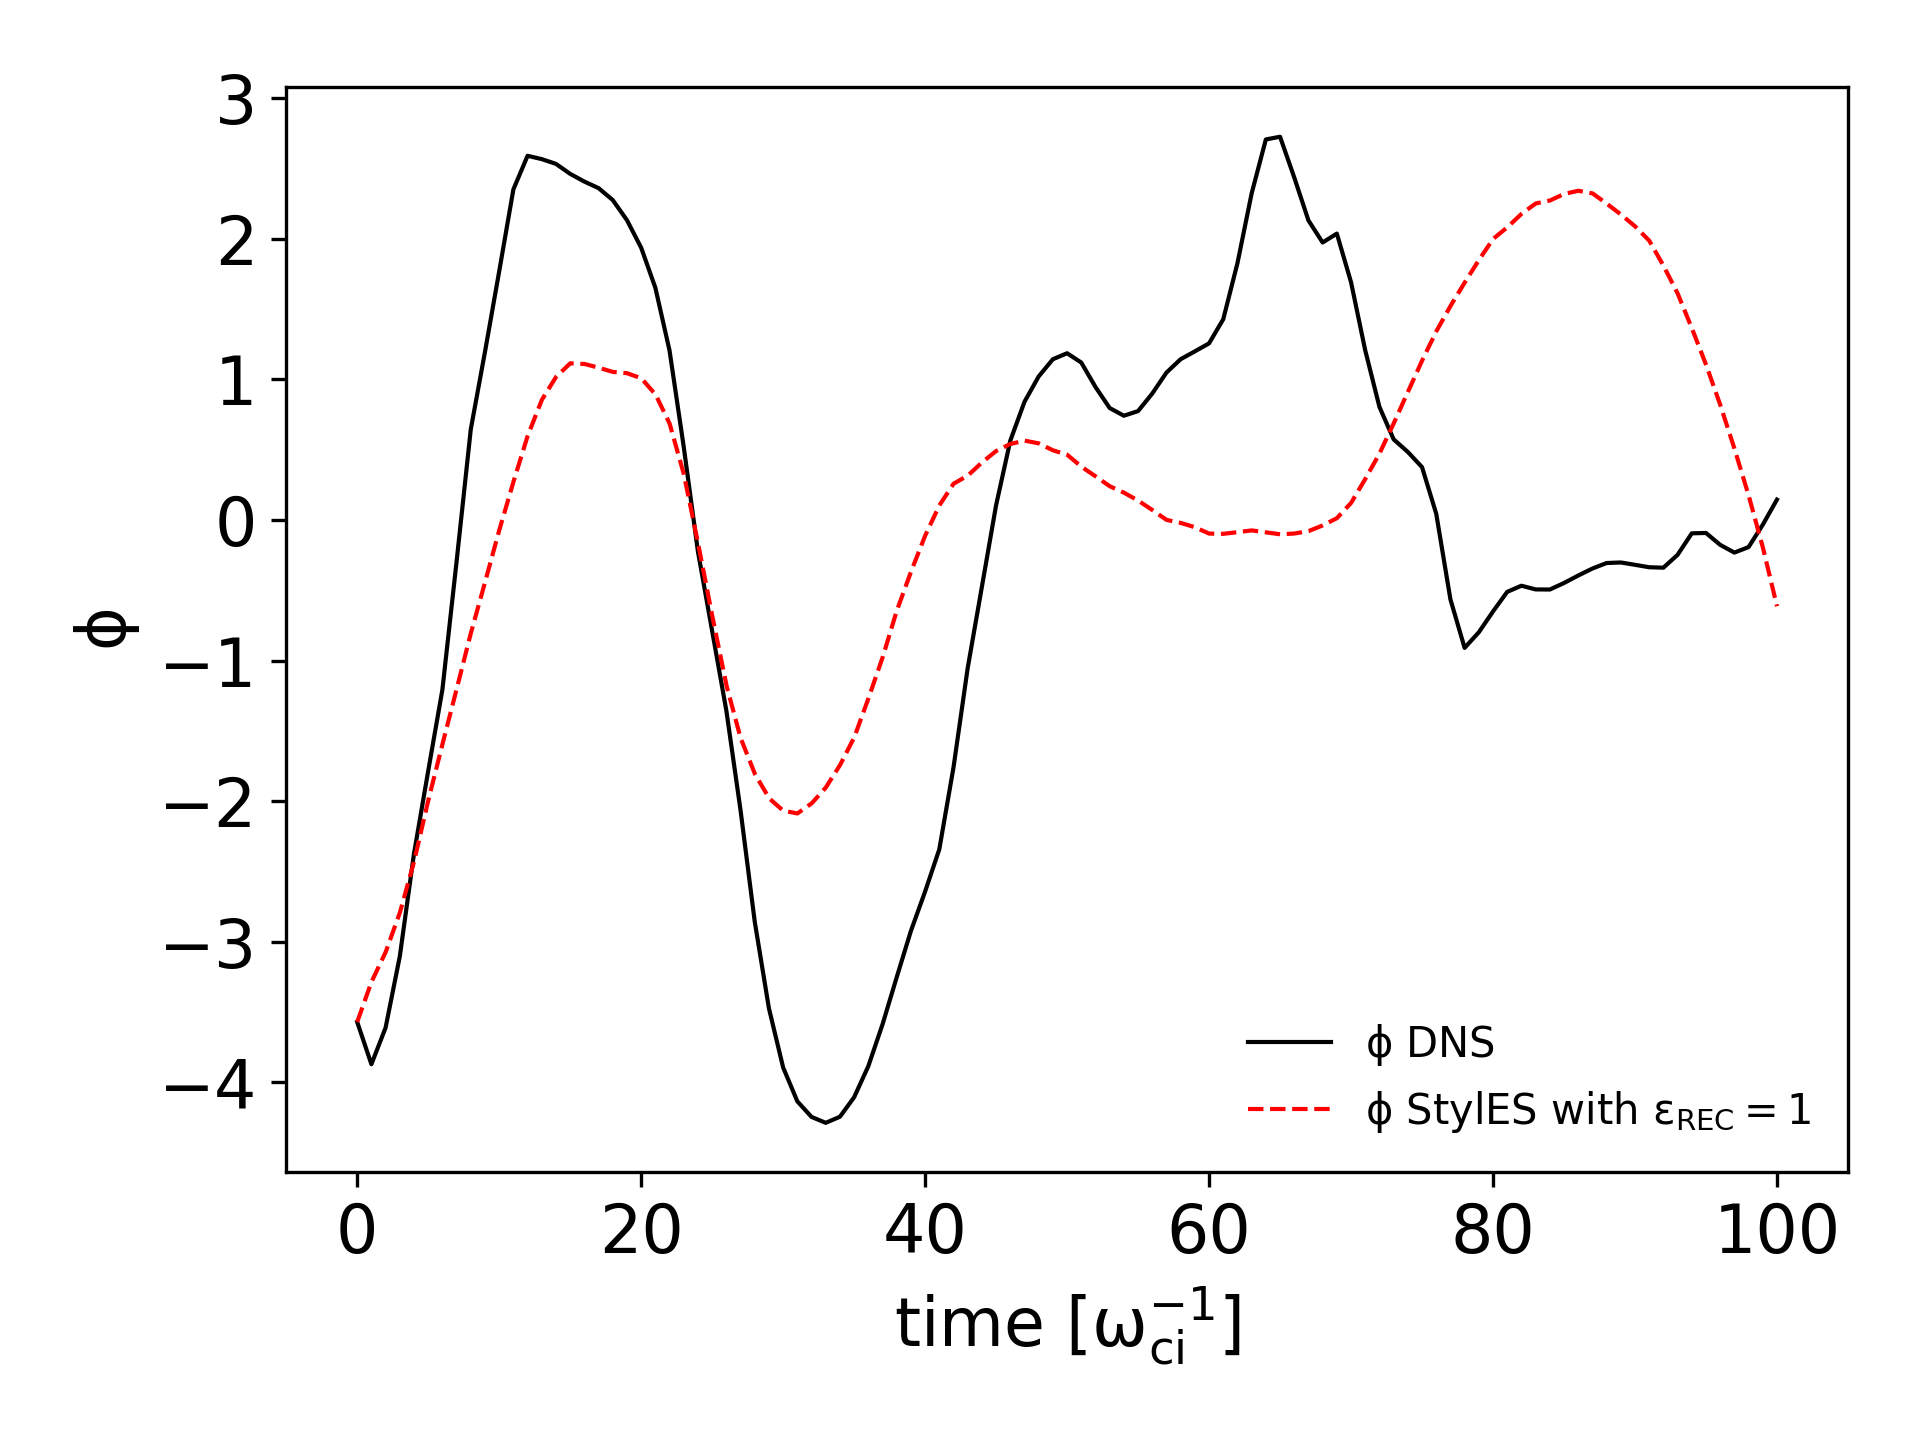 3
2
1
0
−1
−2
−3
−4
ϕ
0 20 40 60 80 100
time [ω_ci^−1]
ϕ DNS
ϕ StylES with ε_REC = 1